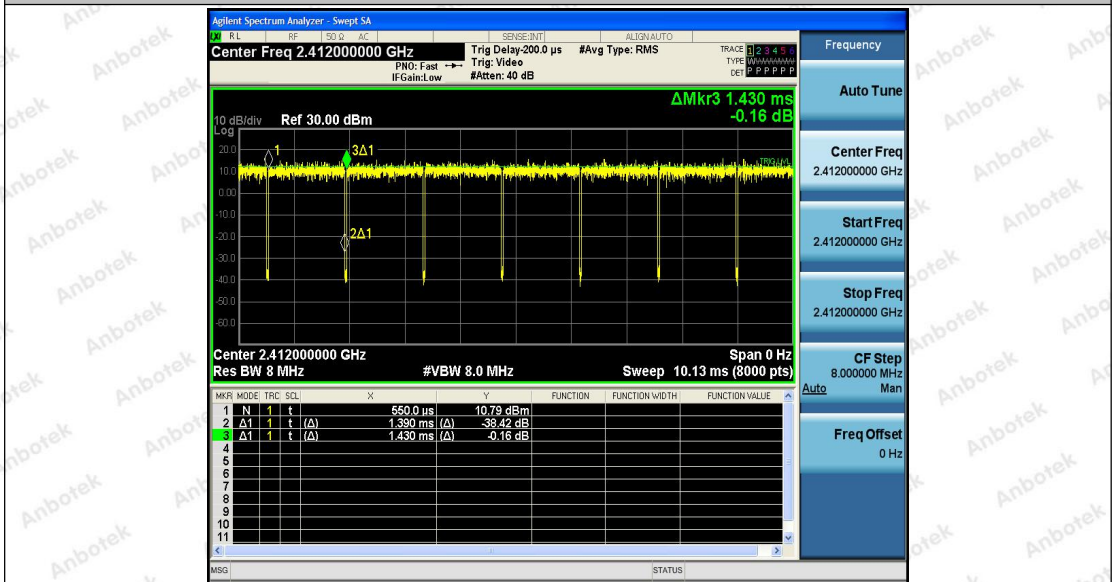 Agilent Spectrum Analyzer - Swept SA
LXI RL RF 50 Ω AC SENSE:INT ALIGNAUTO
Center Freq 2.412000000 GHz
PNO: Fast
IFGain:Low
Trig Delay-200.0 µs
Trig: Video
#Atten: 40 dB
#Avg Type: RMS
TRACE 1 2 3 4 5 6
TYPE
DET P P P P P P
ΔMkr3 1.430 ms
-0.16 dB
10 dB/div
Log
Ref 30.00 dBm
20.0
10.0
0.00
-10.0
-20.0
-30.0
-40.0
-50.0
-60.0
1
3Δ1
2Δ1
TRIG LVL
Center 2.412000000 GHz Span 0 Hz
Res BW 8 MHz #VBW 8.0 MHz Sweep 10.13 ms (8000 pts)
MKR MODE TRC SCL X Y FUNCTION FUNCTION WIDTH FUNCTION VALUE
1 N 1 t 550.0 µs 10.79 dBm
2 Δ1 1 t (Δ) 1.390 ms (Δ) -38.42 dB
3 Δ1 1 t (Δ) 1.430 ms (Δ) -0.16 dB
4
5
6
7
8
9
10
11
MSG STATUS
Frequency
Auto Tune
Center Freq
2.412000000 GHz
Start Freq
2.412000000 GHz
Stop Freq
2.412000000 GHz
CF Step
8.000000 MHz
Auto Man
Freq Offset
0 Hz
Anbotek